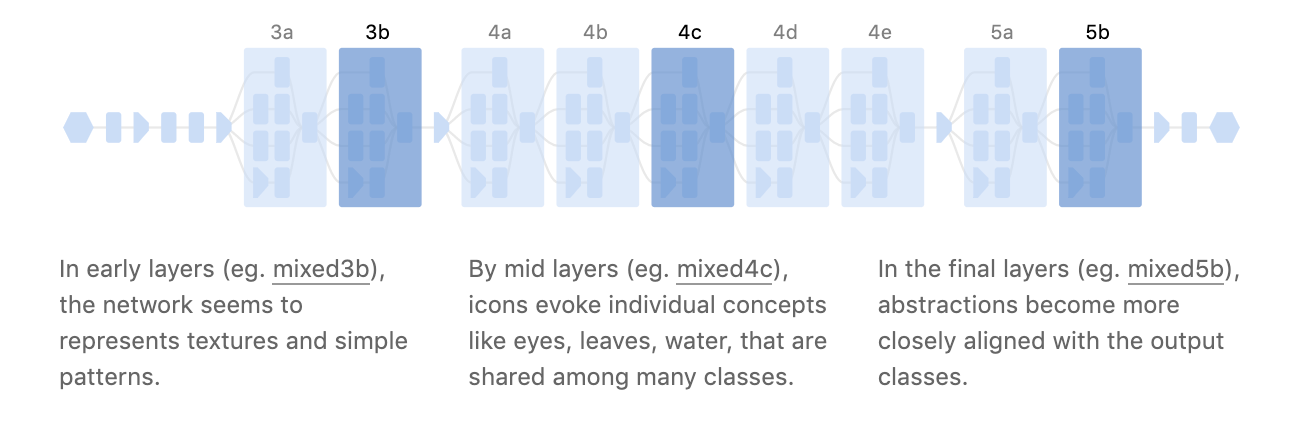 3a 3b 4a 4b 4c 4d 4e 5a 5b
In early layers (eg. mixed3b),
the network seems to
represents textures and simple
patterns.
By mid layers (eg. mixed4c),
icons evoke individual concepts
like eyes, leaves, water, that are
shared among many classes.
In the final layers (eg. mixed5b),
abstractions become more
closely aligned with the output
classes.